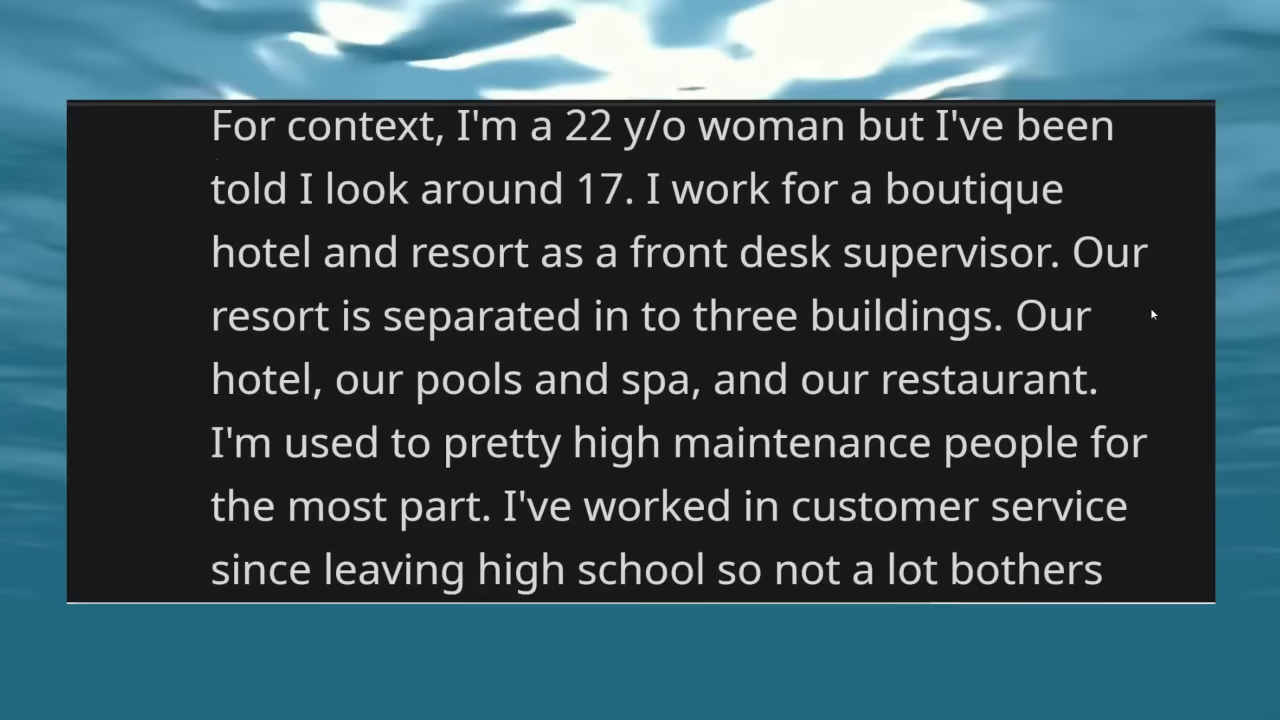 For context, I'm a 22 y/o woman but I've been
told I look around 17. I work for a boutique
hotel and resort as a front desk supervisor. Our
resort is separated in to three buildings. Our
hotel, our pools and spa, and our restaurant.
I'm used to pretty high maintenance people for
the most part. I've worked in customer service
since leaving high school so not a lot bothers